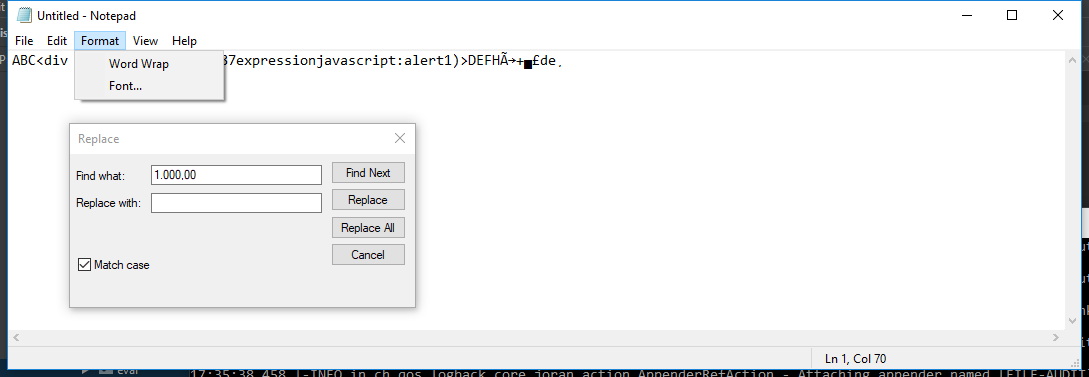 Untitled - Notepad
File Edit Format View Help
ABC<div 37expressionjavascript:alert1)>DEFHÃ→+▄£de¸
Word Wrap
Font...
Replace
Find what: 1.000,00 Find Next
Replace with: Replace
Replace All
Cancel
Match case
Ln 1, Col 70
eval
17:35:38,458 |-INFO in ch.qos.logback.core.joran.action.AppenderRefAction - Attaching appender named [FILE-AUDIT